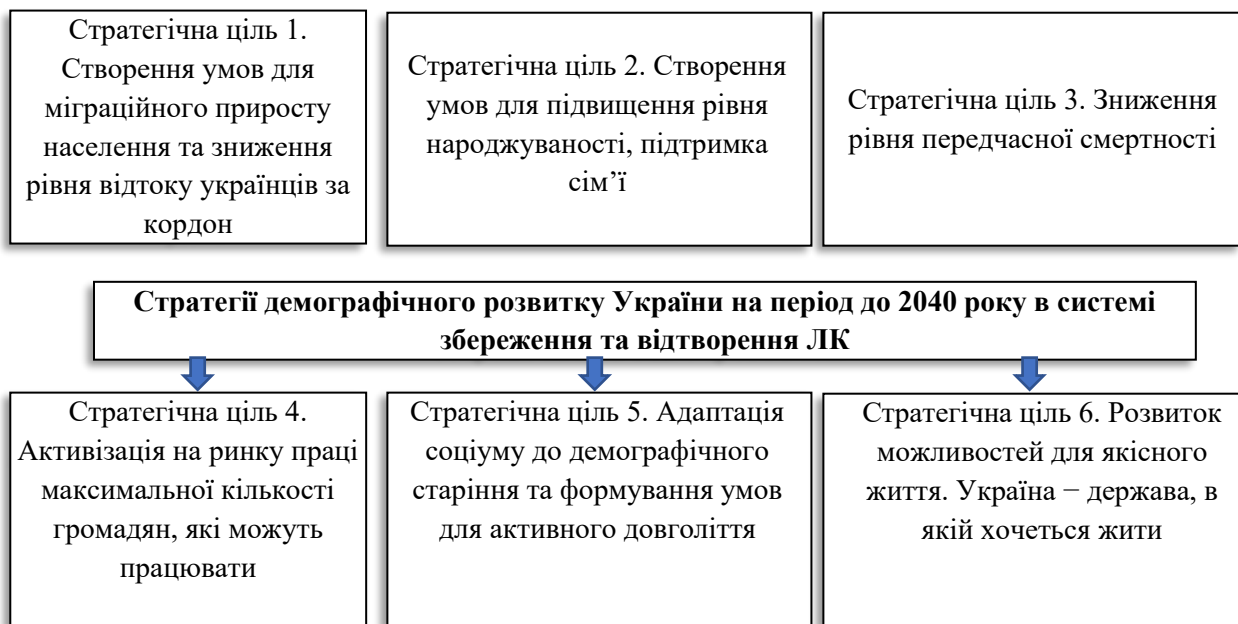 Стратегічна ціль 1.
Створення умов для
міграційного приросту
населення та зниження
рівня відтоку українців за
кордон
Стратегічна ціль 2. Створення
умов для підвищення рівня
народжуваності, підтримка
сім’ї
Стратегічна ціль 3. Зниження
рівня передчасної смертності
Стратегії демографічного розвитку України на період до 2040 року в системі
збереження та відтворення ЛК
Стратегічна ціль 4.
Активізація на ринку праці
максимальної кількості
громадян, які можуть
працювати
Стратегічна ціль 5. Адаптація
соціуму до демографічного
старіння та формування умов
для активного довголіття
Стратегічна ціль 6. Розвиток
можливостей для якісного
життя. Україна − держава, в
якій хочеться жити